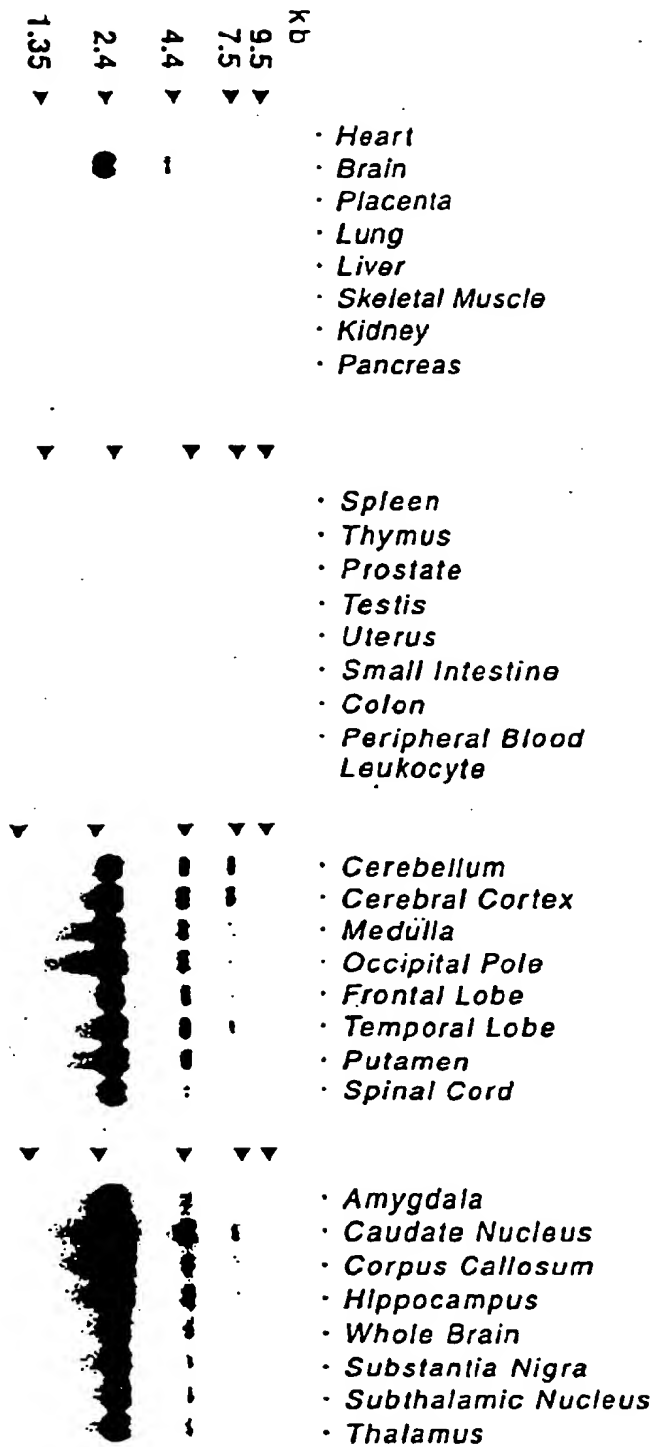 kb
9.5
7.5
4.4
2.4
1.35
· Heart
· Brain
· Placenta
· Lung
· Liver
· Skeletal Muscle
· Kidney
· Pancreas
· Spleen
· Thymus
· Prostate
· Testis
· Uterus
· Small Intestine
· Colon
· Peripheral Blood
Leukocyte
· Cerebellum
· Cerebral Cortex
· Medulla
· Occipital Pole
· Frontal Lobe
· Temporal Lobe
· Putamen
· Spinal Cord
· Amygdala
· Caudate Nucleus
· Corpus Callosum
· Hippocampus
· Whole Brain
· Substantia Nigra
· Subthalamic Nucleus
· Thalamus